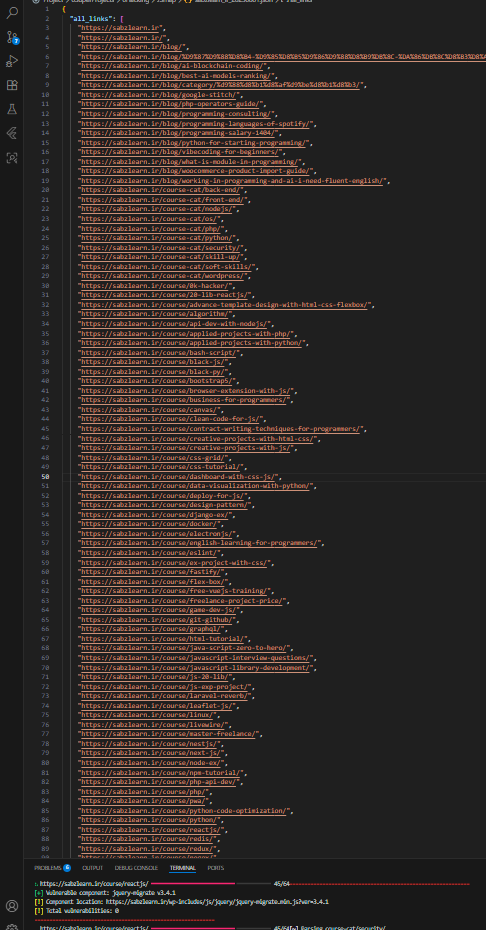 {
"all_links": [
"https://sabzlearn.ir",
"https://sabzlearn.ir/",
"https://sabzlearn.ir/blog/",
"https://sabzlearn.ir/blog/ai-blockchain-coding/",
"https://sabzlearn.ir/blog/best-ai-models-ranking/",
"https://sabzlearn.ir/blog/category/%d9%88%d8%b1%d8%af%d9%be%d8%b1%d8%b3/",
"https://sabzlearn.ir/blog/google-stitch/",
"https://sabzlearn.ir/blog/php-operators-guide/",
"https://sabzlearn.ir/blog/programming-consulting/",
"https://sabzlearn.ir/blog/programming-languages-of-spotify/",
"https://sabzlearn.ir/blog/programming-salary-1404/",
"https://sabzlearn.ir/blog/python-for-starting-programming/",
"https://sabzlearn.ir/blog/vibecoding-for-beginners/",
"https://sabzlearn.ir/blog/what-is-module-in-programming/",
"https://sabzlearn.ir/blog/woocommerce-product-import-guide/",
"https://sabzlearn.ir/blog/working-in-programming-and-ai-i-need-fluent-english/",
"https://sabzlearn.ir/course-cat/back-end/",
"https://sabzlearn.ir/course-cat/front-end/",
"https://sabzlearn.ir/course-cat/nodejs/",
"https://sabzlearn.ir/course-cat/os/",
"https://sabzlearn.ir/course-cat/php/",
"https://sabzlearn.ir/course-cat/python/",
"https://sabzlearn.ir/course-cat/security/",
"https://sabzlearn.ir/course-cat/skill-up/",
"https://sabzlearn.ir/course-cat/soft-skills/",
"https://sabzlearn.ir/course-cat/wordpress/",
"https://sabzlearn.ir/course/0k-hacker/",
"https://sabzlearn.ir/course/20-lib-reactjs/",
"https://sabzlearn.ir/course/advance-template-design-with-html-css-flexbox/",
"https://sabzlearn.ir/course/algorithm/",
"https://sabzlearn.ir/course/api-dev-with-nodejs/",
"https://sabzlearn.ir/course/applied-projects-with-php/",
"https://sabzlearn.ir/course/applied-projects-with-python/",
"https://sabzlearn.ir/course/bash-script/",
"https://sabzlearn.ir/course/black-js/",
"https://sabzlearn.ir/course/black-py/",
"https://sabzlearn.ir/course/bootstrap5/",
"https://sabzlearn.ir/course/browser-extension-with-js/",
"https://sabzlearn.ir/course/business-for-programmers/",
"https://sabzlearn.ir/course/canvas/",
"https://sabzlearn.ir/course/clean-code-for-js/",
"https://sabzlearn.ir/course/contract-writing-techniques-for-programmers/",
"https://sabzlearn.ir/course/creative-projects-with-html-css/",
"https://sabzlearn.ir/course/creative-projects-with-js/",
"https://sabzlearn.ir/course/css-grid/",
"https://sabzlearn.ir/course/css-tutorial/",
"https://sabzlearn.ir/course/dashboard-with-css-js/",
"https://sabzlearn.ir/course/data-visualization-with-python/",
"https://sabzlearn.ir/course/deploy-for-js/",
"https://sabzlearn.ir/course/design-pattern/",
"https://sabzlearn.ir/course/django-ex/",
"https://sabzlearn.ir/course/docker/",
"https://sabzlearn.ir/course/electronjs/",
"https://sabzlearn.ir/course/english-learning-for-programmers/",
"https://sabzlearn.ir/course/eslint/",
"https://sabzlearn.ir/course/ex-project-with-css/",
"https://sabzlearn.ir/course/fastify/",
"https://sabzlearn.ir/course/flex-box/",
"https://sabzlearn.ir/course/free-vuejs-training/",
"https://sabzlearn.ir/course/freelance-project-price/",
"https://sabzlearn.ir/course/game-dev-js/",
"https://sabzlearn.ir/course/git-github/",
"https://sabzlearn.ir/course/graphql/",
"https://sabzlearn.ir/course/html-tutorial/",
"https://sabzlearn.ir/course/java-script-zero-to-hero/",
"https://sabzlearn.ir/course/javascript-interview-questions/",
"https://sabzlearn.ir/course/javascript-library-development/",
"https://sabzlearn.ir/course/js-20-lib/",
"https://sabzlearn.ir/course/js-exp-project/",
"https://sabzlearn.ir/course/laravel-reverb/",
"https://sabzlearn.ir/course/leaflet-js/",
"https://sabzlearn.ir/course/linux/",
"https://sabzlearn.ir/course/livewire/",
"https://sabzlearn.ir/course/master-freelance/",
"https://sabzlearn.ir/course/nestjs/",
"https://sabzlearn.ir/course/next-js/",
"https://sabzlearn.ir/course/node-ex/",
"https://sabzlearn.ir/course/npm-tutorial/",
"https://sabzlearn.ir/course/php-api-dev/",
"https://sabzlearn.ir/course/php/",
"https://sabzlearn.ir/course/pwa/",
"https://sabzlearn.ir/course/python-code-optimization/",
"https://sabzlearn.ir/course/python/",
"https://sabzlearn.ir/course/reactjs/",
"https://sabzlearn.ir/course/redis/",
"https://sabzlearn.ir/course/redux/",
PROBLEMS 6 OUTPUT DEBUG CONSOLE TERMINAL PORTS
https://sabzlearn.ir/course/reactjs/ 45/64
[+] Vulnerable component: jquery-migrate v3.4.1
[!] Component location: https://sabzlearn.ir/wp-includes/js/jquery/jquery-migrate.min.js?ver=3.4.1
[!] Total vulnerabilities: 0
https://sabzlearn.ir/course/reactjs/ 45/64